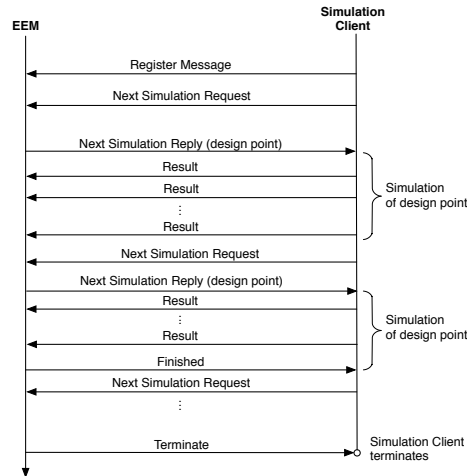 EEM
Simulation
Client
Register Message
Next Simulation Request
Next Simulation Reply (design point)
Result
Result
⋮
Result
Simulation
of design point
Next Simulation Request
Next Simulation Reply (design point)
Result
⋮
Result
Simulation
of design point
Finished
Next Simulation Request
⋮
Terminate
Simulation Client
terminates